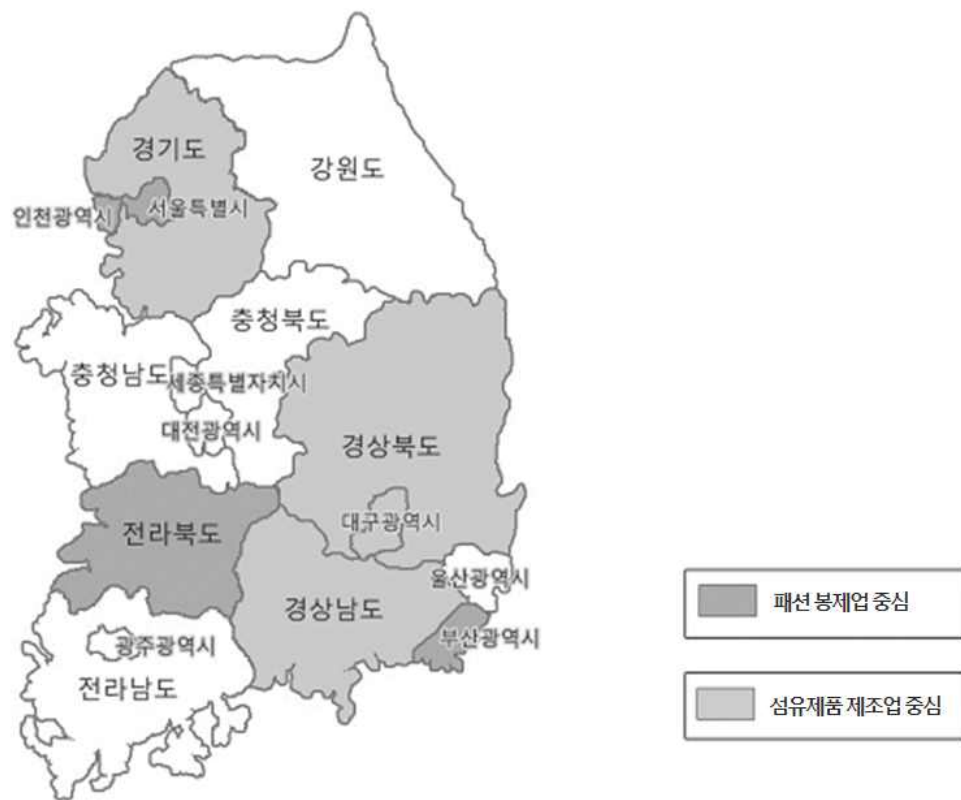 경기도
강원도
인천광역시
서울특별시
충청북도
충청남도
세종특별자치시
대전광역시
경상북도
전라북도
대구광역시
울산광역시
경상남도
부산광역시
광주광역시
전라남도
패션 봉제업 중심
섬유제품 제조업 중심